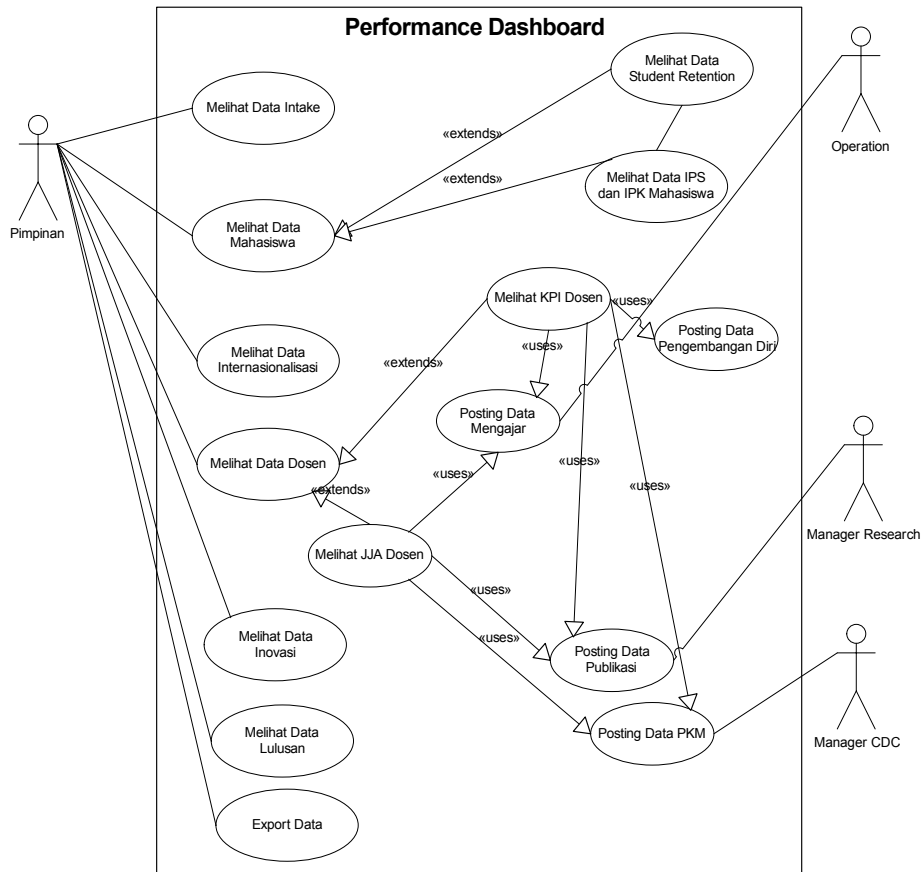 Performance Dashboard
Melihat Data
Student Retention
Melihat Data Intake
«extends»
Operation
Melihat Data IPS
dan IPK Mahasiswa
«extends»
Pimpinan
Melihat Data
Mahasiswa
Melihat KPI Dosen
«uses»
Posting Data
Pengembangan Diri
«uses»
Melihat Data
Internasionalisasi
«extends»
Posting Data
Mengajar
Melihat Data Dosen
«uses»
«uses»
«extends»
«uses»
Manager Research
Melihat JJA Dosen
«uses»
«uses»
Melihat Data
Inovasi
Posting Data
Publikasi
Melihat Data
Lulusan
Posting Data PKM
Manager CDC
Export Data